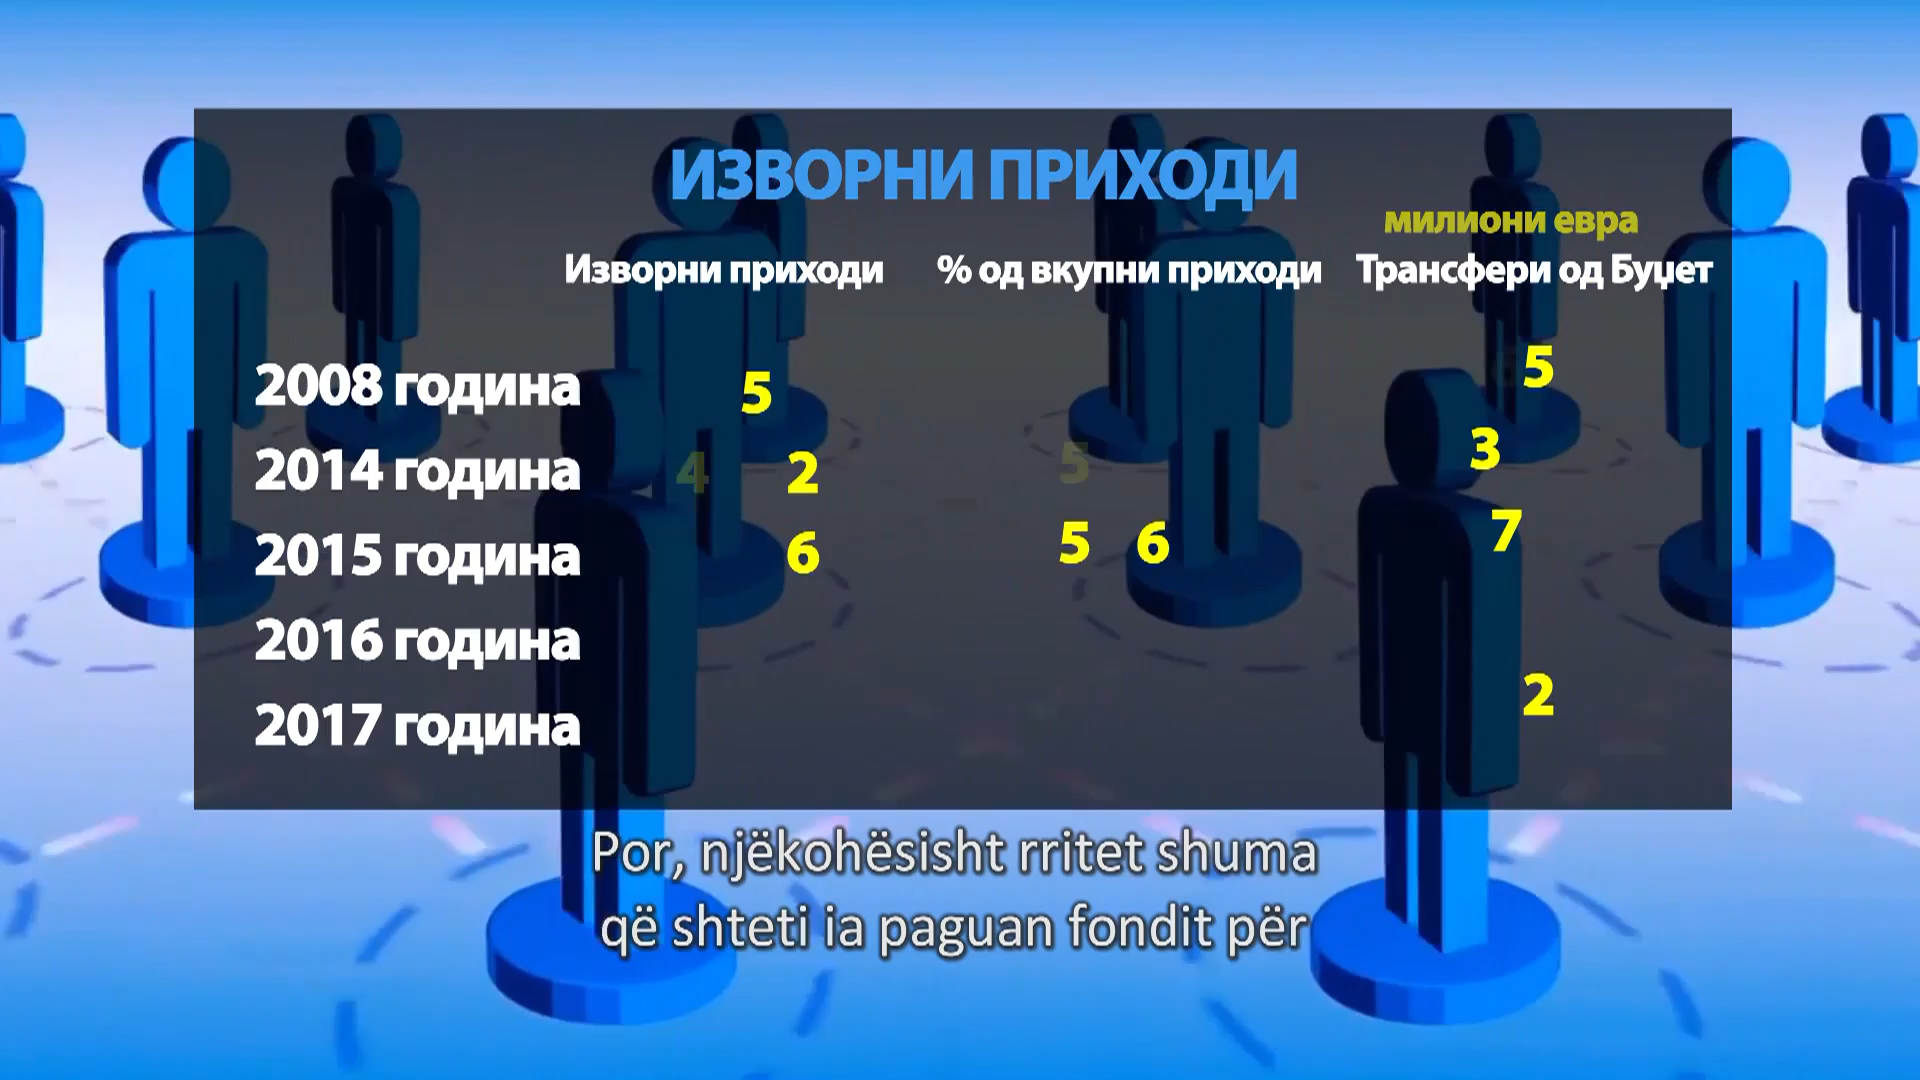 ИЗВОРНИ ПРИХОДИ
милиони евра
Изворни приходи % од вкупни приходи Трансфери од Буџет
2008 година 5 5
2014 година 4 2 5 3
2015 година 6 5 6 7
2016 година
2017 година 2
Por, njëkohësisht rritet shuma
që shteti ia paguan fondit për